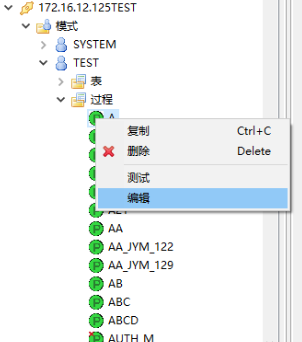 172.16.12.125TEST
模式
SYSTEM
TEST
表
过程
A
复制 Ctrl+C
删除 Delete
测试
编辑
AA
AA_JYM_122
AA_JYM_129
AB
ABC
ABCD
AUTH_M